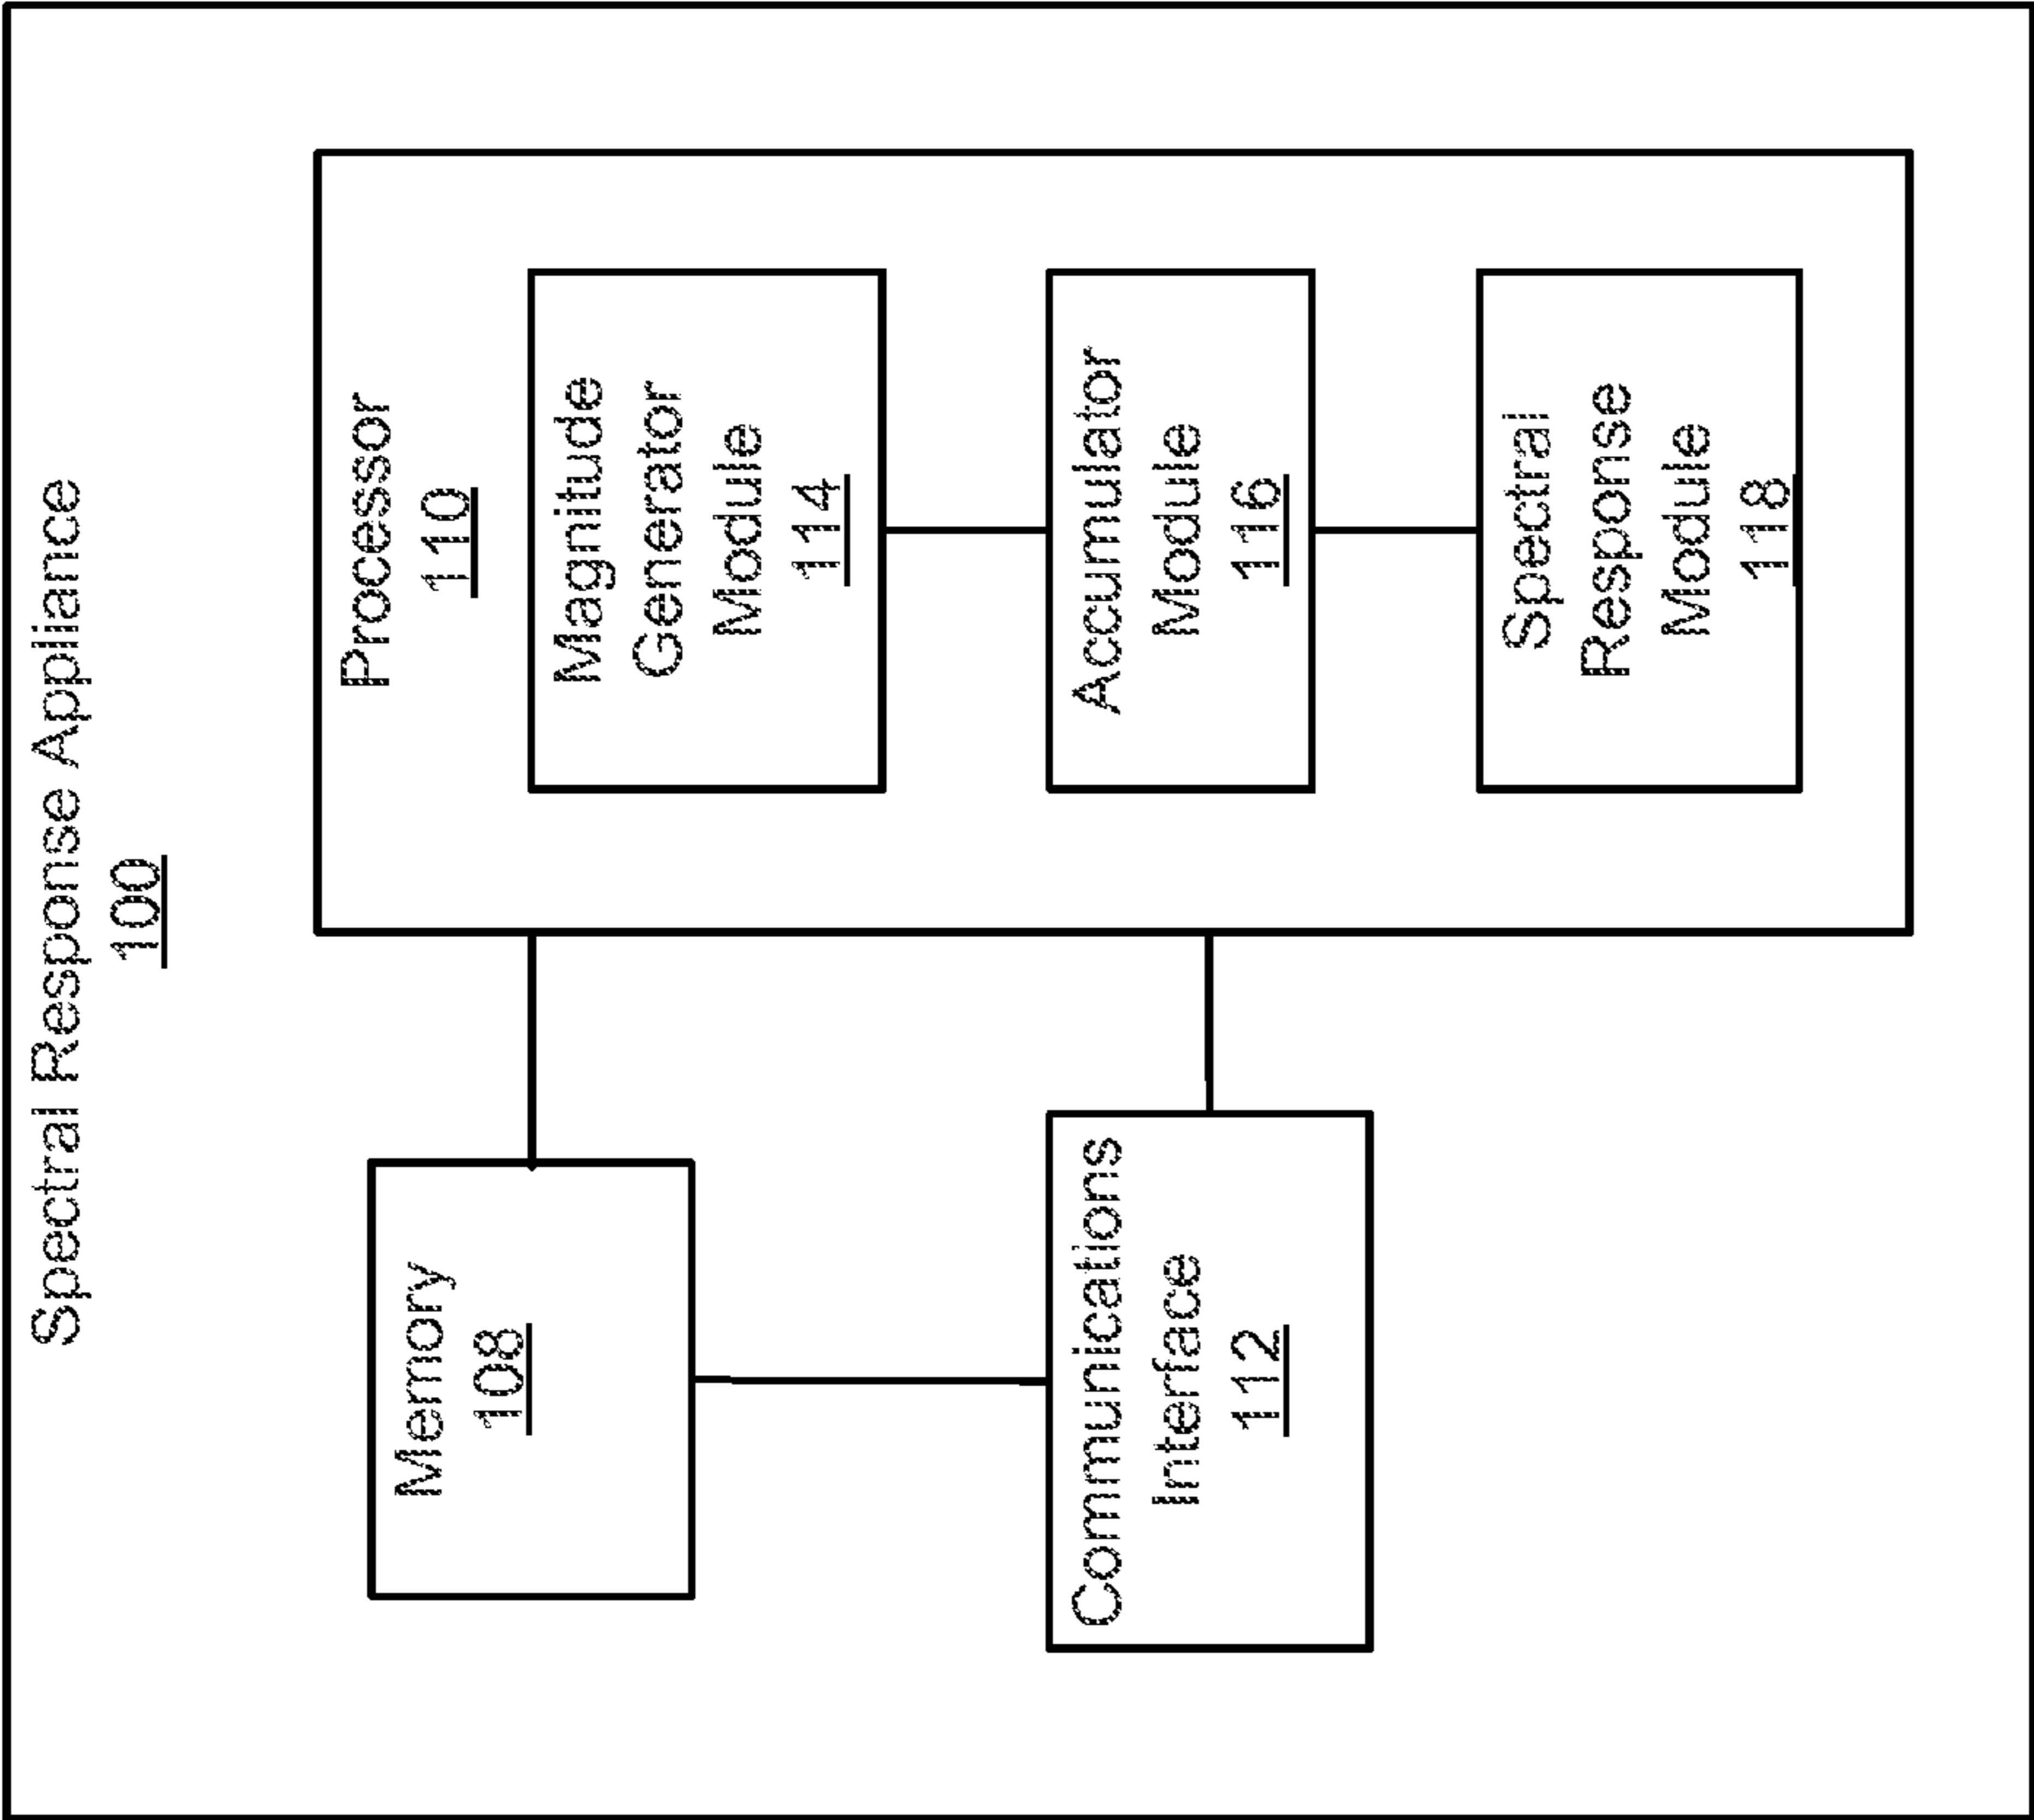 Spectral Response Appliance
100
Memory
108
Communications
Interface
112
Processor
110
Magnitude
Generator
Module
114
Accumulator
Module
116
Spectral
Response
Module
118